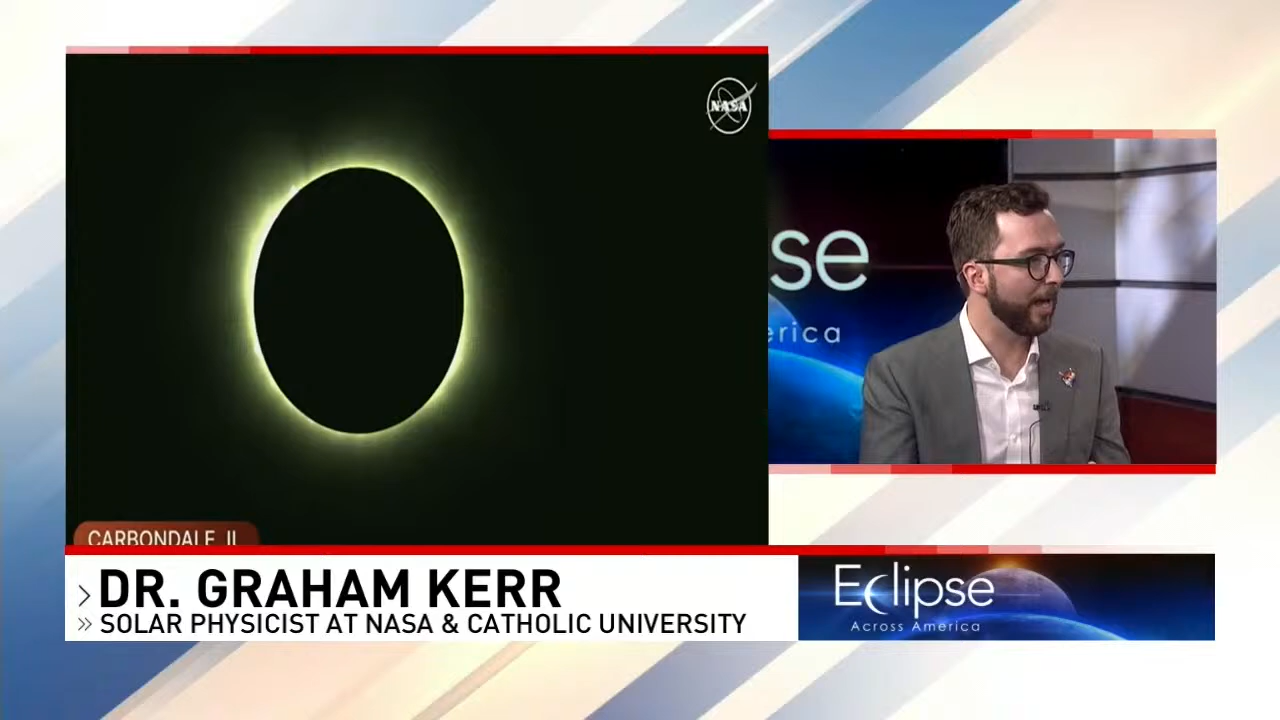 NASA
se
erica
CARBONDALE, IL
DR. GRAHAM KERR
SOLAR PHYSICIST AT NASA & CATHOLIC UNIVERSITY
Eclipse
Across America